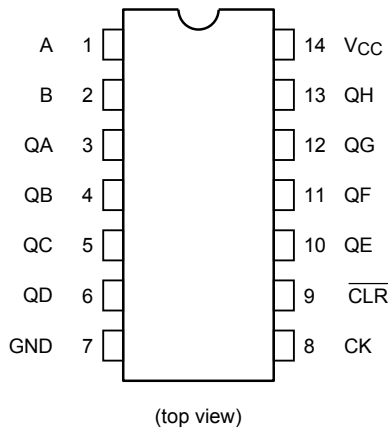 A 1 14 VCC
B 2 13 QH
QA 3 12 QG
QB 4 11 QF
QC 5 10 QE
QD 6 9 C̅L̅R̅
GND 7 8 CK
(top view)